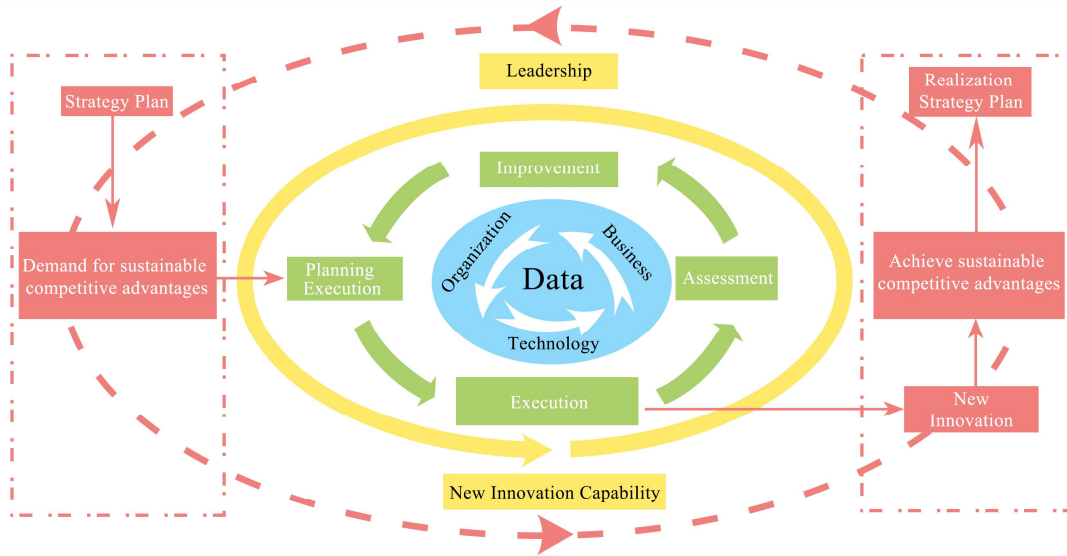 Leadership
Strategy Plan
Realization
Strategy Plan
Improvement
Organization
Business
Demand for sustainable
competitive advantages
Planning
Execution
Data
Assessment
Achieve sustainable
competitive advantages
Technology
Execution
New
Innovation
New Innovation Capability